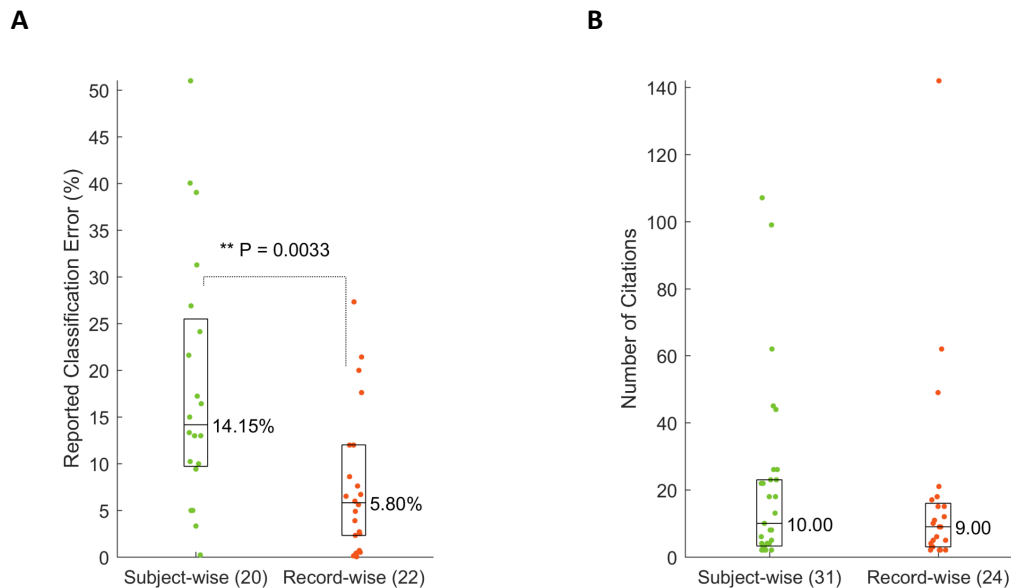 A
Reported Classification Error (%)
50
45
40
35
30
25
20
15
10
5
0
** P = 0.0033
14.15%
5.80%
Subject-wise (20)
Record-wise (22)
B
Number of Citations
140
120
100
80
60
40
20
0
10.00
9.00
Subject-wise (31)
Record-wise (24)